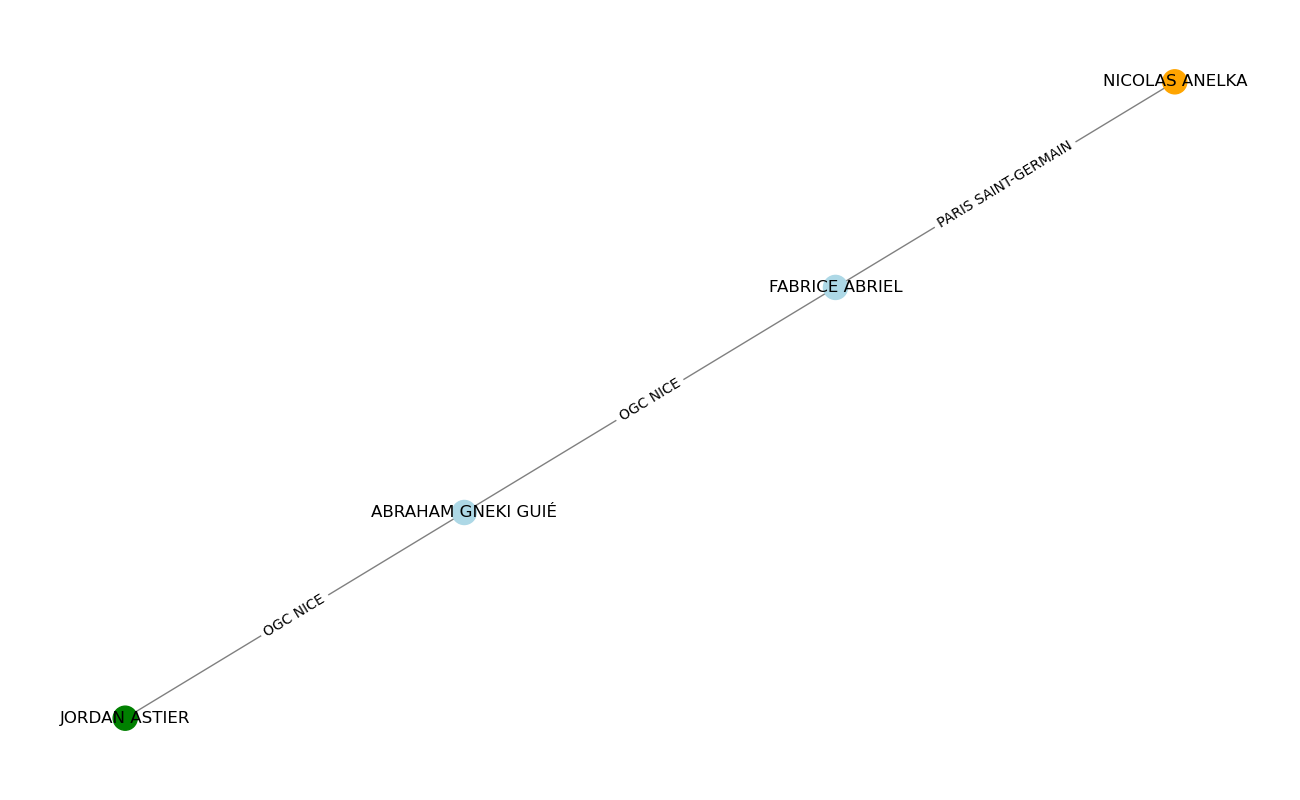 NICOLAS ANELKA
PARIS SAINT-GERMAIN
FABRICE ABRIEL
OGC NICE
ABRAHAM GNEKI GUIÉ
OGC NICE
JORDAN ASTIER